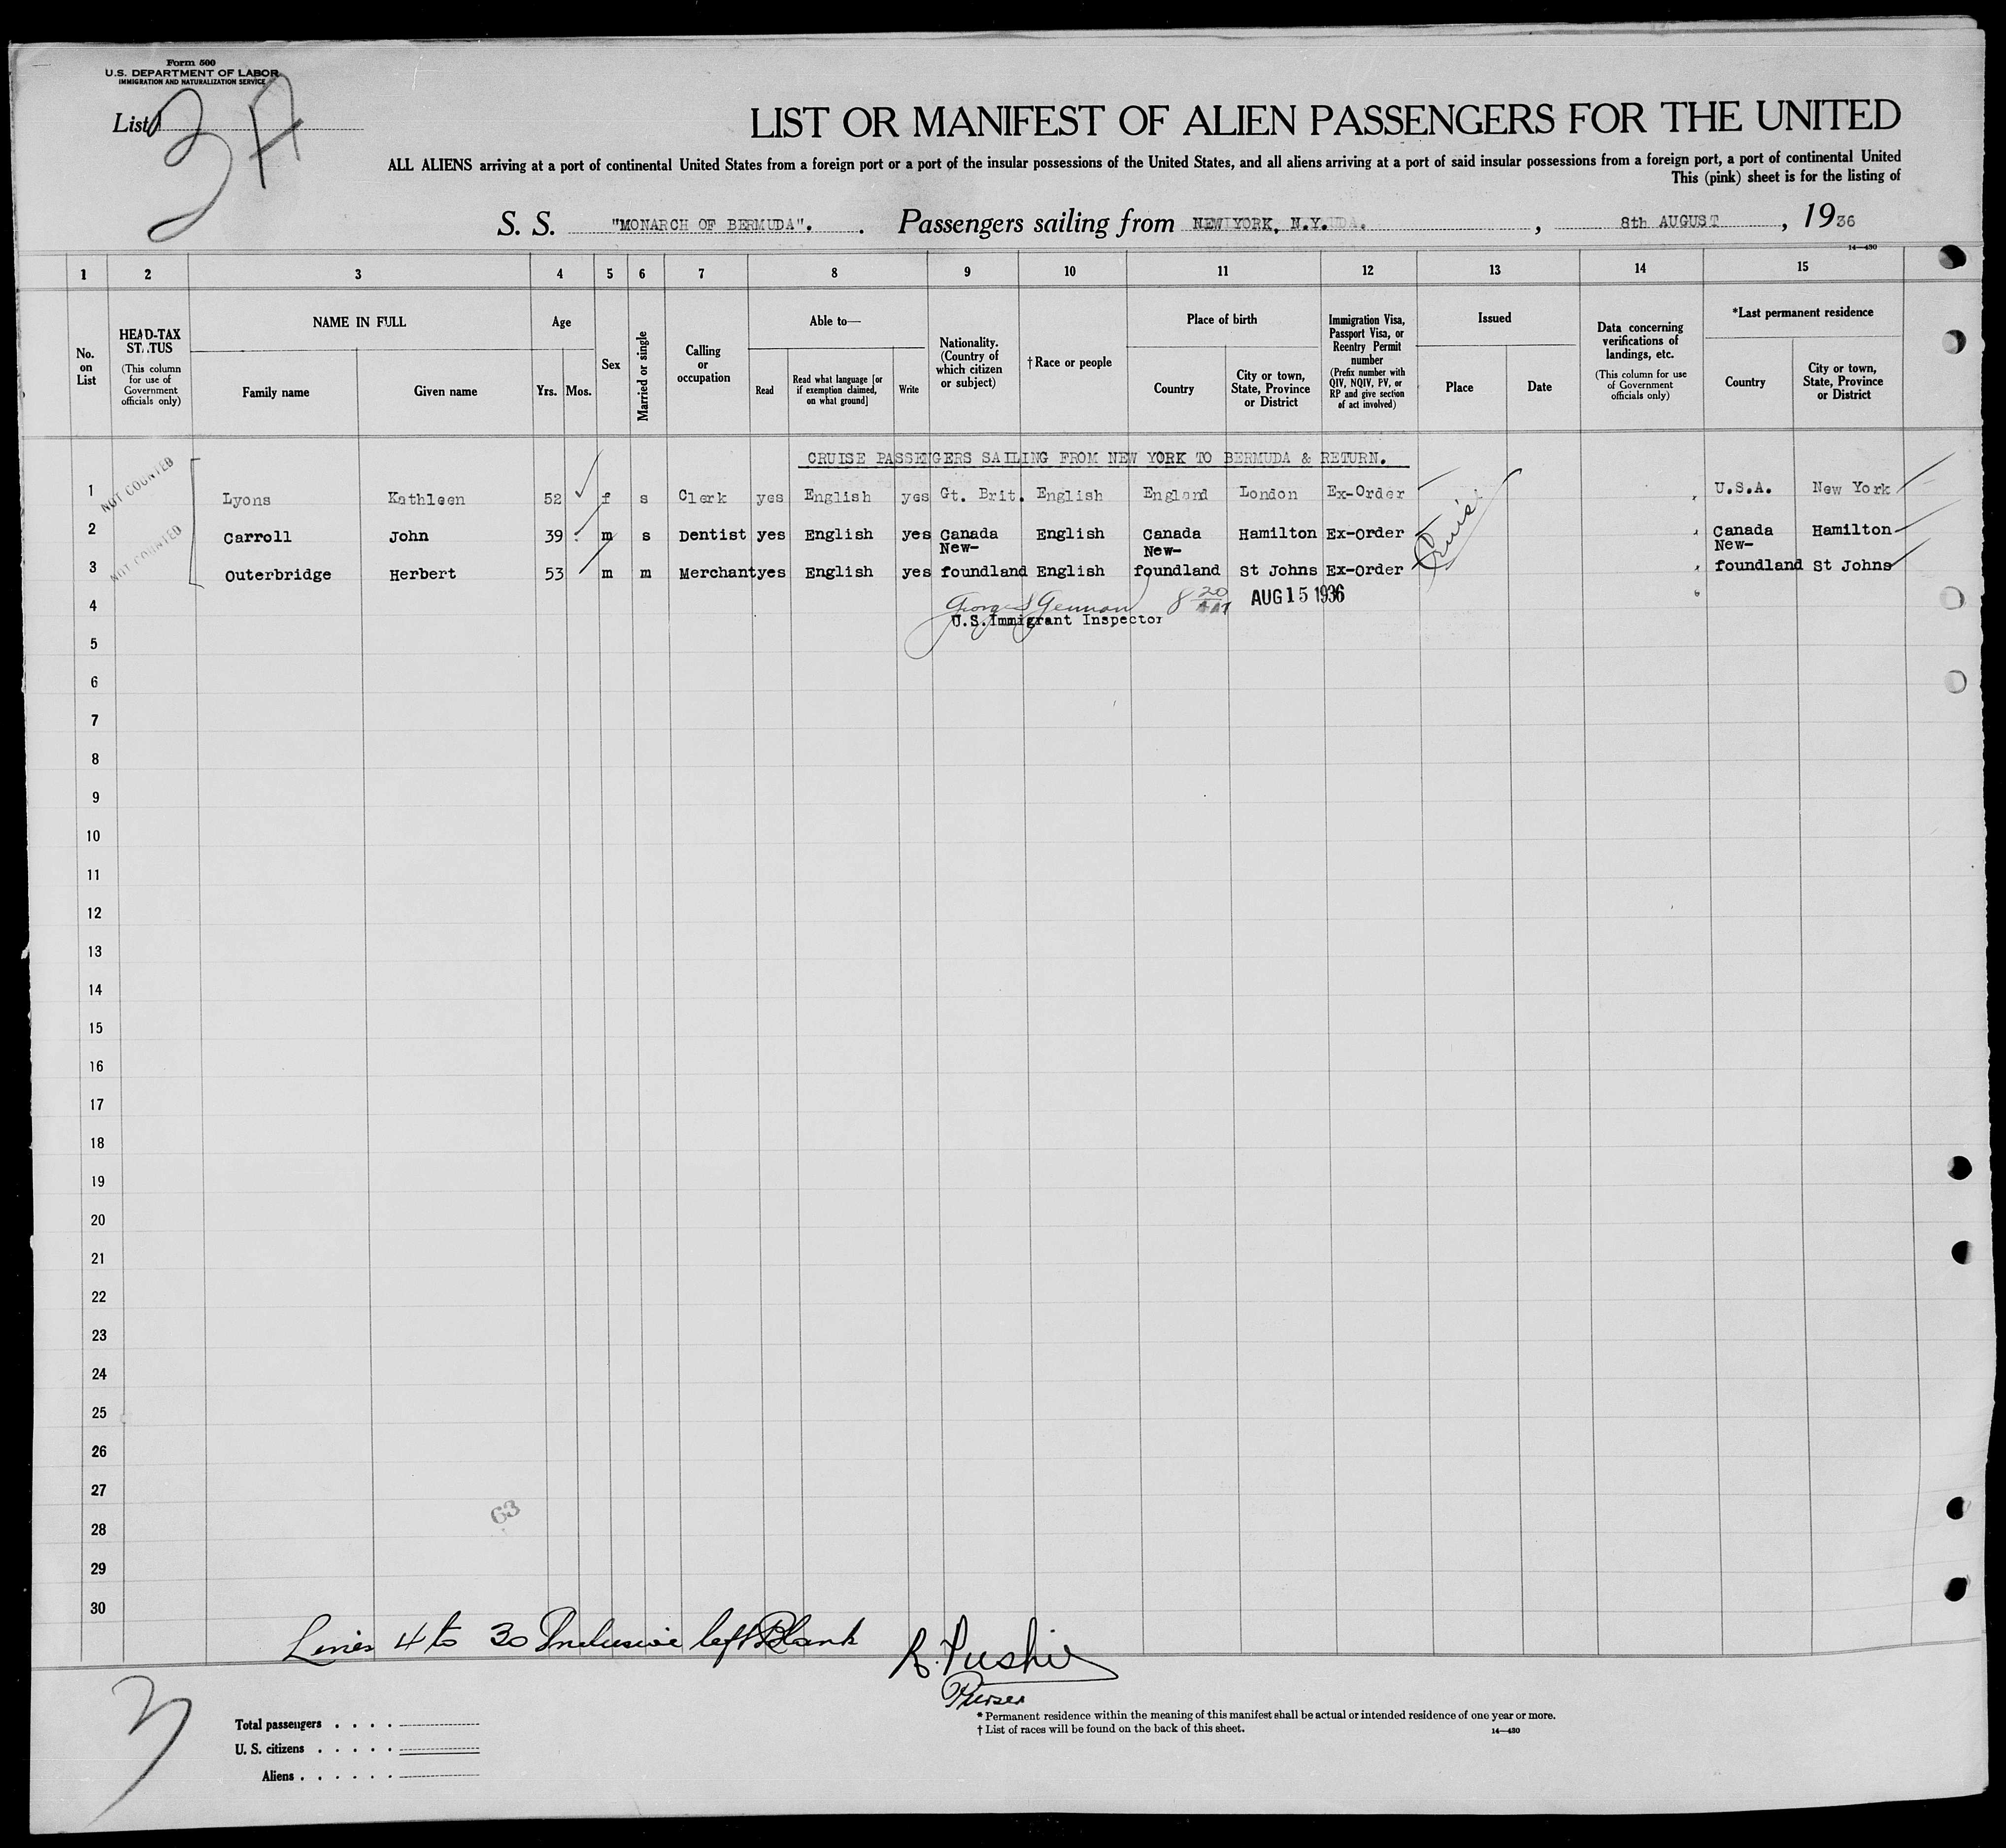 Form 500
U.S. DEPARTMENT OF LABOR
IMMIGRATION AND NATURALIZATION SERVICE
List 3A
LIST OR MANIFEST OF ALIEN PASSENGERS FOR THE UNITED
ALL ALIENS arriving at a port of continental United States from a foreign port or a port of the insular possessions of the United States, and all aliens arriving at a port of said insular possessions from a foreign port, a port of continental United
This (pink) sheet is for the listing of
S. S. "MONARCH OF BERMUDA". . Passengers sailing from NEW YORK, N.Y. , 8th AUGUST , 1936
14—430
1 2 3 4 5 6 7 8 9 10 11 12 13 14 15
No. on List
HEAD-TAX STATUS
(This column for use of Government officials only)
NAME IN FULL
Family name Given name
Age
Yrs. Mos.
Sex
Married or single
Calling or occupation
Able to—
Read Read what language [or if exemption claimed, on what ground] Write
Nationality. (Country of which citizen or subject)
†Race or people
Place of birth
Country City or town, State, Province or District
Immigration Visa, Passport Visa, or Reentry Permit number
(Prefix number with QIV, NQIV, PV, or RP and give section of act involved)
Issued
Place Date
Data concerning verifications of landings, etc.
(This column for use of Government officials only)
*Last permanent residence
Country City or town, State, Province or District
CRUISE PASSENGERS SAILING FROM NEW YORK TO BERMUDA & RETURN.
NOT COUNTED
1 Lyons Kathleen 52 f s Clerk yes English yes Gt. Brit. English England London Ex-Order U.S.A. New York
2 Carroll John 39 m s Dentist yes English yes Canada English Canada Hamilton Ex-Order Canada Hamilton
NOT COUNTED
Cruise
New- New- New-
3 Outerbridge Herbert 53 m m Merchant yes English yes foundland English foundland St Johns Ex-Order foundland St Johns
4 AUG 15 1936
U.S. Immigrant Inspector
5
6
7
8
9
10
11
12
13
14
15
16
17
18
19
20
21
22
23
24
25
26
27
63
28
29
30
Lines 4 to 30 Inclusive left Blank
Purser
3
Total passengers
U. S. citizens
Aliens
* Permanent residence within the meaning of this manifest shall be actual or intended residence of one year or more.
† List of races will be found on the back of this sheet.
14—430